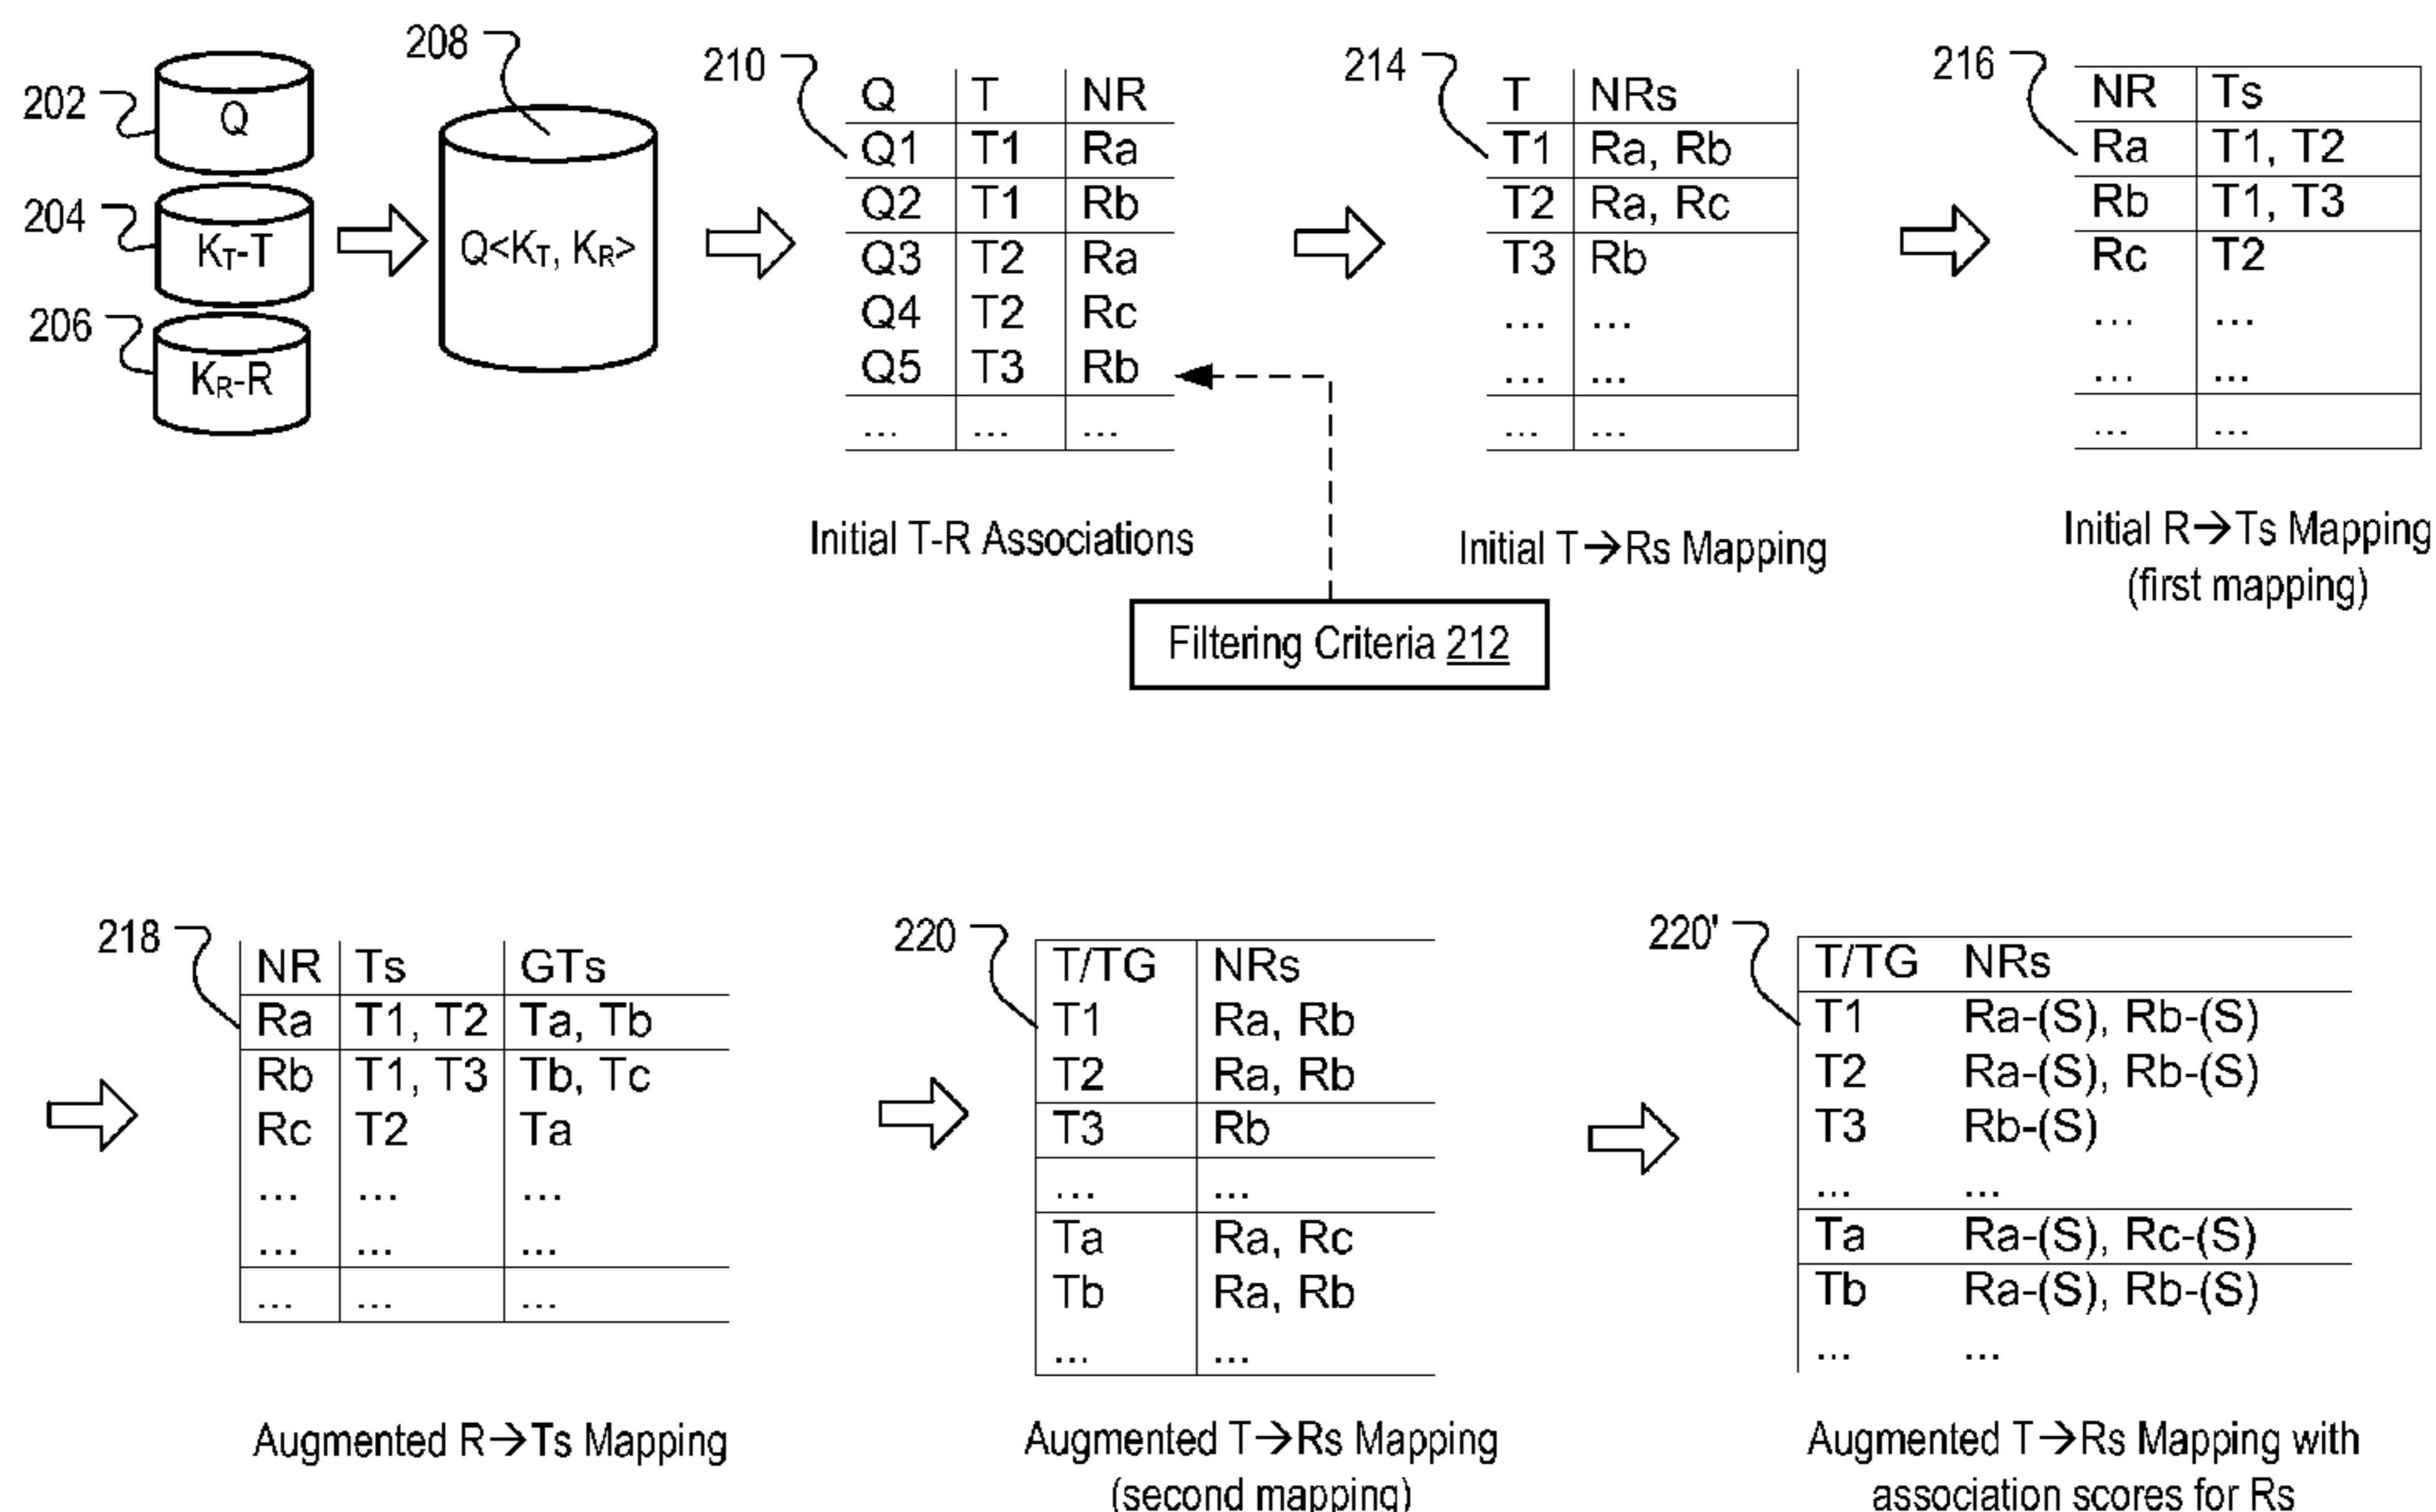 202
Q
204
K_T-T
206
K_R-R
208
Q<K_T, K_R>
210
Q T NR
Q1 T1 Ra
Q2 T1 Rb
Q3 T2 Ra
Q4 T2 Rc
Q5 T3 Rb
... ... ...
Initial T-R Associations
Filtering Criteria 212
214
T NRs
T1 Ra, Rb
T2 Ra, Rc
T3 Rb
... ...
... ...
... ...
Initial T→Rs Mapping
216
NR Ts
Ra T1, T2
Rb T1, T3
Rc T2
... ...
... ...
... ...
Initial R→Ts Mapping
(first mapping)
218
NR Ts GTs
Ra T1, T2 Ta, Tb
Rb T1, T3 Tb, Tc
Rc T2 Ta
... ... ...
... ... ...
... ... ...
Augmented R→Ts Mapping
220
T/TG NRs
T1 Ra, Rb
T2 Ra, Rb
T3 Rb
... ...
Ta Ra, Rc
Tb Ra, Rb
... ...
Augmented T→Rs Mapping
(second mapping)
220'
T/TG NRs
T1 Ra-(S), Rb-(S)
T2 Ra-(S), Rb-(S)
T3 Rb-(S)
... ...
Ta Ra-(S), Rc-(S)
Tb Ra-(S), Rb-(S)
... ...
Augmented T→Rs Mapping with
association scores for Rs